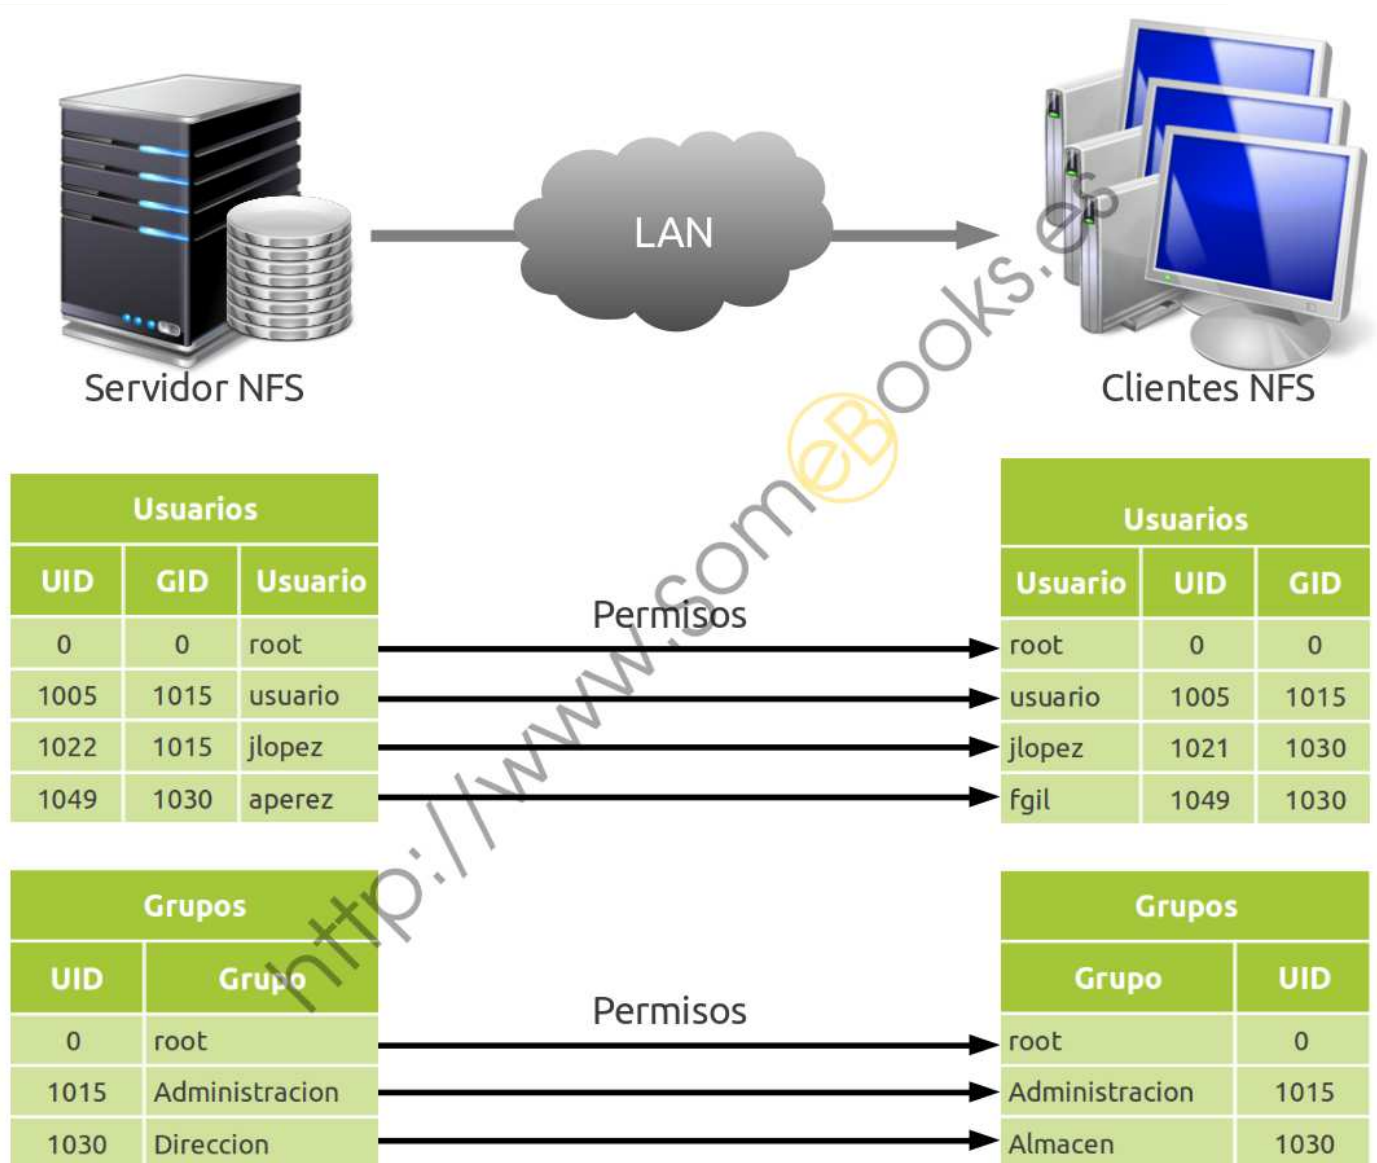 LAN
Servidor NFS
Clientes NFS
http://www.someBooks.es
Usuarios
UID GID Usuario
0 0 root
1005 1015 usuario
1022 1015 jlopez
1049 1030 aperez
Permisos
Usuarios
Usuario UID GID
root 0 0
usuario 1005 1015
jlopez 1021 1030
fgil 1049 1030
Grupos
UID Grupo
0 root
1015 Administracion
1030 Direccion
Permisos
Grupos
Grupo UID
root 0
Administracion 1015
Almacen 1030